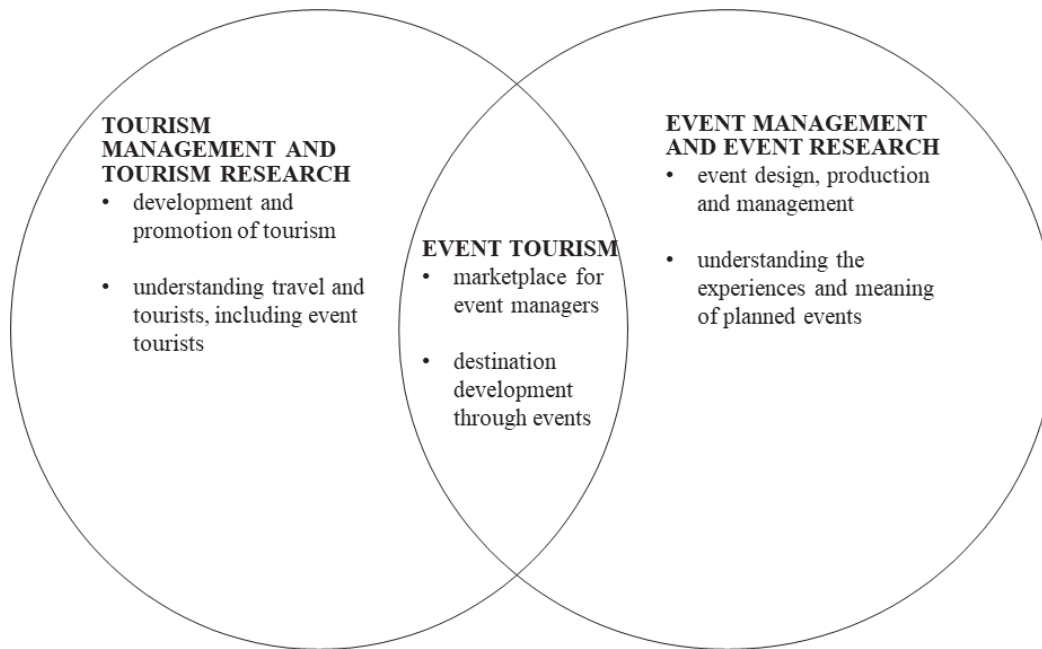 TOURISM
MANAGEMENT AND
TOURISM RESEARCH
• development and
promotion of tourism
• understanding travel and
tourists, including event
tourists
EVENT TOURISM
• marketplace for
event managers
• destination
development
through events
EVENT MANAGEMENT
AND EVENT RESEARCH
• event design, production
and management
• understanding the
experiences and meaning
of planned events